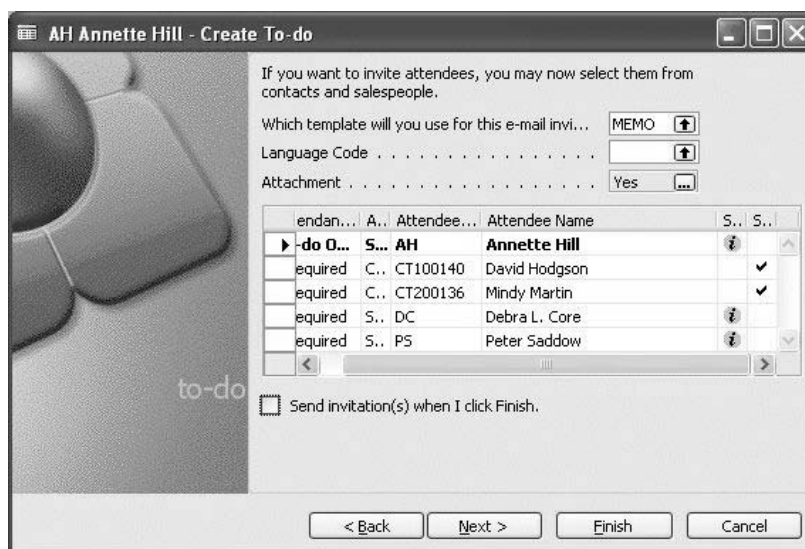 AH Annette Hill - Create To-do
If you want to invite attendees, you may now select them from
contacts and salespeople.
Which template will you use for this e-mail invi... MEMO
Language Code . . . . . . . . . . . . . . . . .
Attachment . . . . . . . . . . . . . . . . . . . Yes ...
endan... A.. Attendee... Attendee Name S.. S..
-do O... S... AH Annette Hill
equired C.. CT100140 David Hodgson
equired C.. CT200136 Mindy Martin
equired S.. DC Debra L. Core
equired S.. PS Peter Saddow
to-do
Send invitation(s) when I click Finish.
< Back Next > Finish Cancel